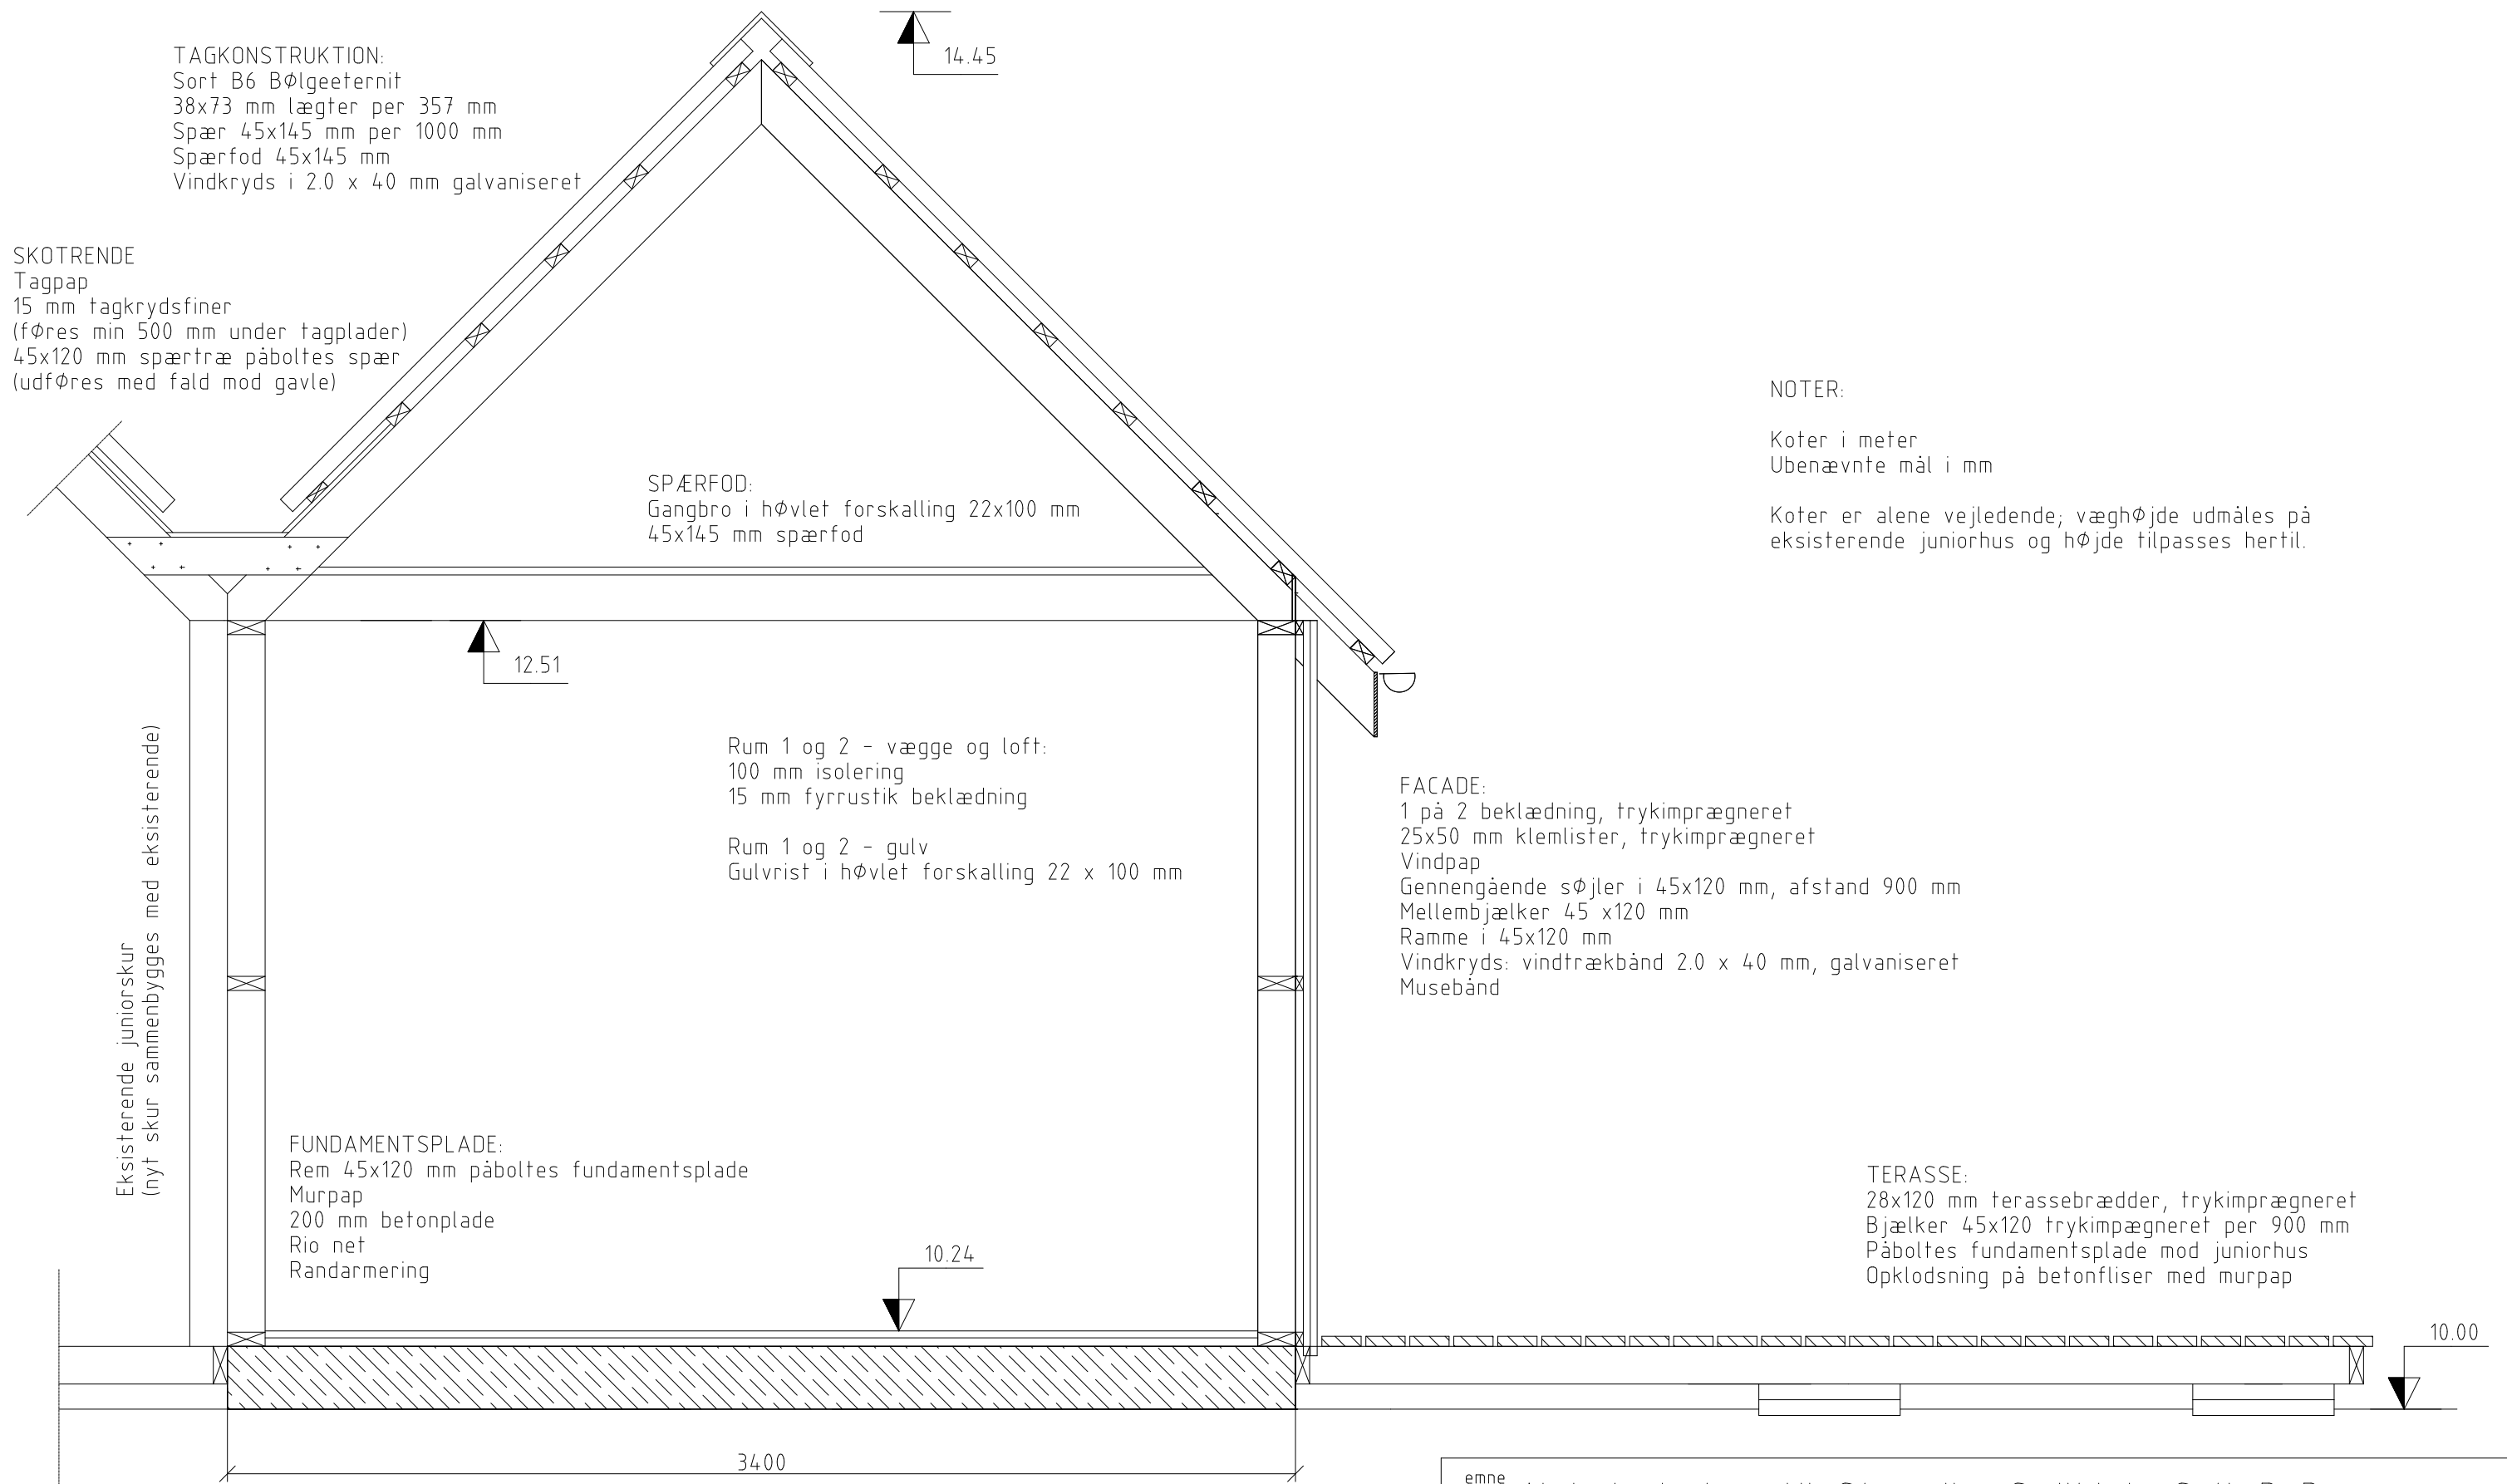 14.45
TAGKONSTRUKTION:
Sort B6 BØlgeeternit
38x73 mm lægter per 357 mm
Spær 45x145 mm per 1000 mm
Spærfod 45x145 mm
Vindkryds i 2.0 x 40 mm galvaniseret
SKOTRENDE
Tagpap
15 mm tagkrydsfiner
(fØres min 500 mm under tagplader)
45x120 mm spærtræ påboltes spær
(udfØres med fald mod gavle)
NOTER:
Koter i meter
Ubenævnte mål i mm
Koter er alene vejledende; væghØjde udmåles på
eksisterende juniorhus og hØjde tilpasses hertil.
SPÆRFOD:
Gangbro i hØvlet forskalling 22x100 mm
45x145 mm spærfod
12.51
Rum 1 og 2 - vægge og loft:
100 mm isolering
15 mm fyrrustik beklædning
Rum 1 og 2 - gulv
Gulvrist i hØvlet forskalling 22 x 100 mm
FACADE:
1 på 2 beklædning, trykimprægneret
25x50 mm klemlister, trykimprægneret
Vindpap
Gennengående sØjler i 45x120 mm, afstand 900 mm
Mellembjælker 45 x120 mm
Ramme i 45x120 mm
Vindkryds: vindtrækbånd 2.0 x 40 mm, galvaniseret
Musebånd
Eksisterende juniorskur
(nyt skur sammenbygges med eksisterende)
FUNDAMENTSPLADE:
Rem 45x120 mm påboltes fundamentsplade
Murpap
200 mm betonplade
Rio net
Randarmering
10.24
TERASSE:
28x120 mm terassebrædder, trykimprægneret
Bjælker 45x120 trykimpægneret per 900 mm
Påboltes fundamentsplade mod juniorhus
Opklodsning på betonfliser med murpap
10.00
3400
emne